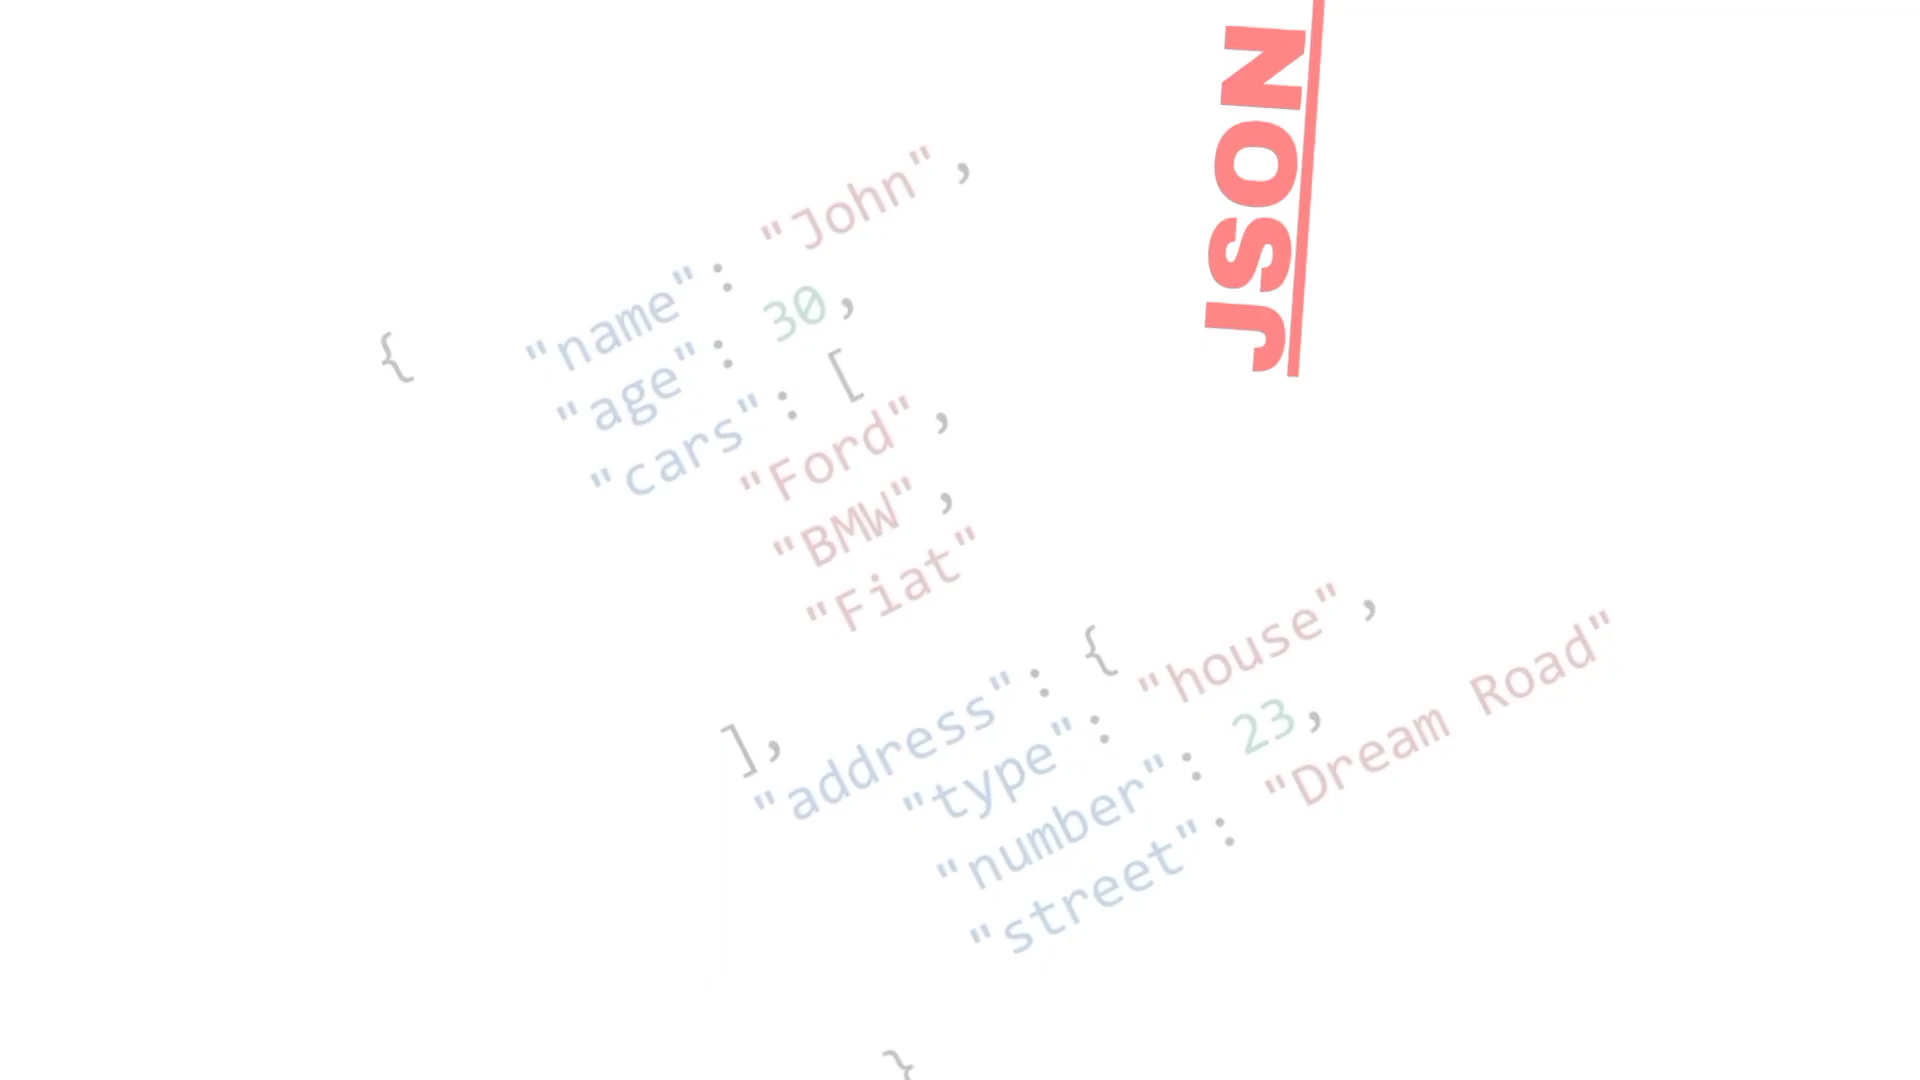 JSON
{
"name": "John",
"age": 30,
"cars": [
"Ford",
"BMW",
"Fiat"
],
"address": {
"type": "house",
"number": 23,
"street": "Dream Road"
}